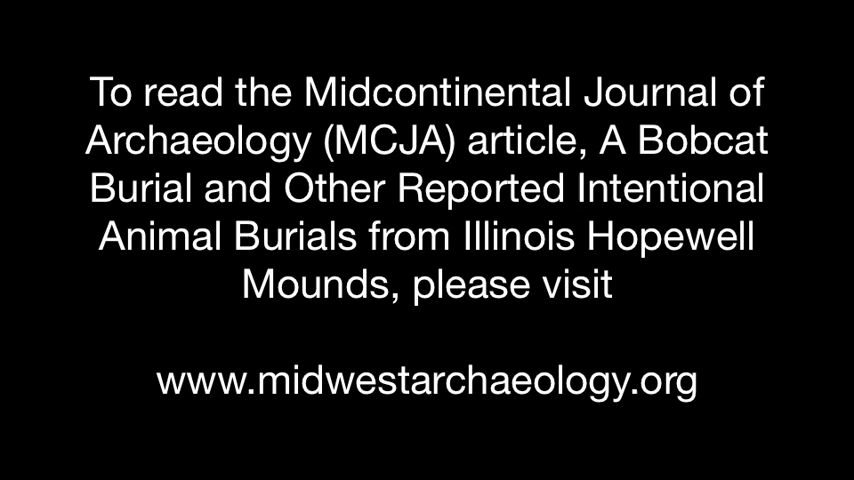 To read the Midcontinental Journal of
Archaeology (MCJA) article, A Bobcat
Burial and Other Reported Intentional
Animal Burials from Illinois Hopewell
Mounds, please visit
www.midwestarchaeology.org